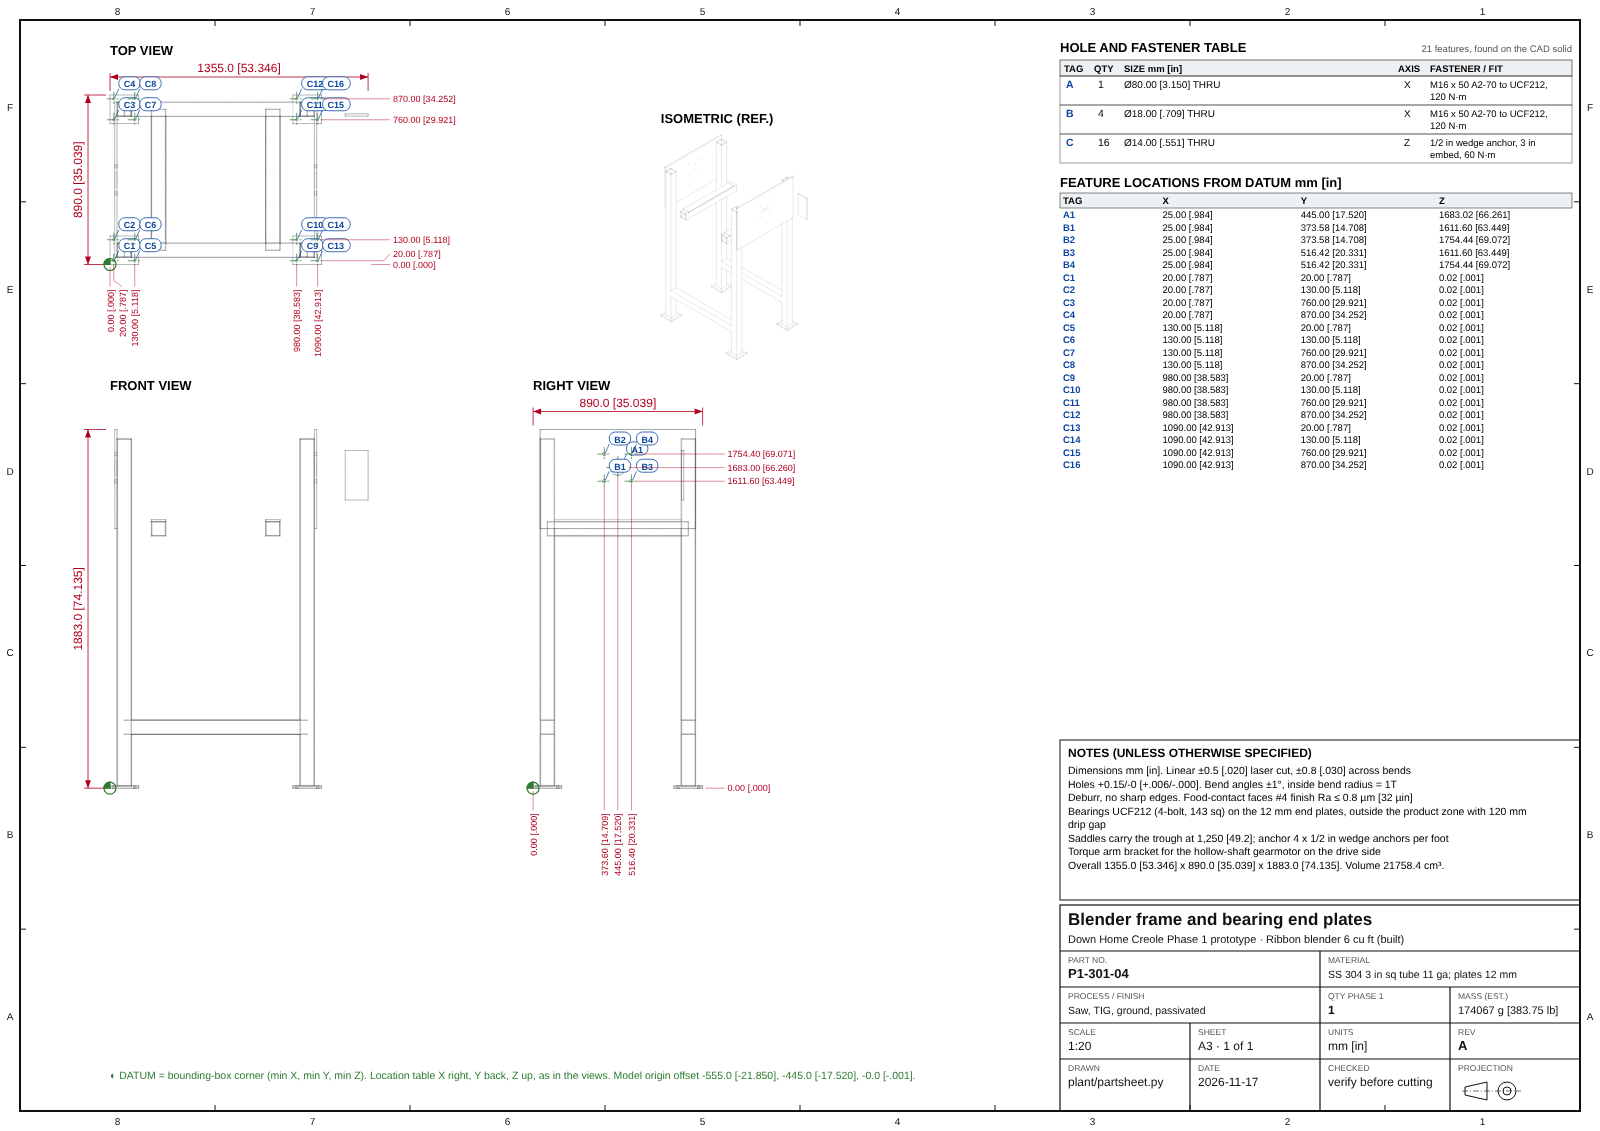 8 7 6 5 4 3 2 1
F E D C B A
TOP VIEW
1355.0 [53.346]
C4 C8 C12 C16
870.00 [34.252]
C3 C7 C11 C15
760.00 [29.921]
890.0 [35.039]
C2 C6 C10 C14
130.00 [5.118]
C1 C5 C9 C13
20.00 [.787]
0.00 [.000]
0.00 [.000]
20.00 [.787]
130.00 [5.118]
980.00 [38.583]
1090.00 [42.913]
ISOMETRIC (REF.)
FRONT VIEW
1883.0 [74.135]
RIGHT VIEW
890.0 [35.039]
B2 B4
A1
B1 B3
1754.40 [69.071]
1683.00 [66.260]
1611.60 [63.449]
0.00 [.000]
0.00 [.000]
373.60 [14.709]
445.00 [17.520]
516.40 [20.331]
HOLE AND FASTENER TABLE
21 features, found on the CAD solid
TAG QTY SIZE mm [in] AXIS FASTENER / FIT
A 1 Ø80.00 [3.150] THRU X M16 x 50 A2-70 to UCF212,
120 N·m
B 4 Ø18.00 [.709] THRU X M16 x 50 A2-70 to UCF212,
120 N·m
C 16 Ø14.00 [.551] THRU Z 1/2 in wedge anchor, 3 in
embed, 60 N·m
FEATURE LOCATIONS FROM DATUM mm [in]
TAG X Y Z
A1 25.00 [.984] 445.00 [17.520] 1683.02 [66.261]
B1 25.00 [.984] 373.58 [14.708] 1611.60 [63.449]
B2 25.00 [.984] 373.58 [14.708] 1754.44 [69.072]
B3 25.00 [.984] 516.42 [20.331] 1611.60 [63.449]
B4 25.00 [.984] 516.42 [20.331] 1754.44 [69.072]
C1 20.00 [.787] 20.00 [.787] 0.02 [.001]
C2 20.00 [.787] 130.00 [5.118] 0.02 [.001]
C3 20.00 [.787] 760.00 [29.921] 0.02 [.001]
C4 20.00 [.787] 870.00 [34.252] 0.02 [.001]
C5 130.00 [5.118] 20.00 [.787] 0.02 [.001]
C6 130.00 [5.118] 130.00 [5.118] 0.02 [.001]
C7 130.00 [5.118] 760.00 [29.921] 0.02 [.001]
C8 130.00 [5.118] 870.00 [34.252] 0.02 [.001]
C9 980.00 [38.583] 20.00 [.787] 0.02 [.001]
C10 980.00 [38.583] 130.00 [5.118] 0.02 [.001]
C11 980.00 [38.583] 760.00 [29.921] 0.02 [.001]
C12 980.00 [38.583] 870.00 [34.252] 0.02 [.001]
C13 1090.00 [42.913] 20.00 [.787] 0.02 [.001]
C14 1090.00 [42.913] 130.00 [5.118] 0.02 [.001]
C15 1090.00 [42.913] 760.00 [29.921] 0.02 [.001]
C16 1090.00 [42.913] 870.00 [34.252] 0.02 [.001]
NOTES (UNLESS OTHERWISE SPECIFIED)
Dimensions mm [in]. Linear ±0.5 [.020] laser cut, ±0.8 [.030] across bends
Holes +0.15/-0 [+.006/-.000]. Bend angles ±1°, inside bend radius = 1T
Deburr, no sharp edges. Food-contact faces #4 finish Ra ≤ 0.8 µm [32 µin]
Bearings UCF212 (4-bolt, 143 sq) on the 12 mm end plates, outside the product zone with 120 mm
drip gap
Saddles carry the trough at 1,250 [49.2]; anchor 4 x 1/2 in wedge anchors per foot
Torque arm bracket for the hollow-shaft gearmotor on the drive side
Overall 1355.0 [53.346] x 890.0 [35.039] x 1883.0 [74.135]. Volume 21758.4 cm³.
Blender frame and bearing end plates
Down Home Creole Phase 1 prototype · Ribbon blender 6 cu ft (built)
PART NO. MATERIAL
P1-301-04 SS 304 3 in sq tube 11 ga; plates 12 mm
PROCESS / FINISH QTY PHASE 1 MASS (EST.)
Saw, TIG, ground, passivated 1 174067 g [383.75 lb]
SCALE SHEET UNITS REV
1:20 A3 · 1 of 1 mm [in] A
DRAWN DATE CHECKED PROJECTION
plant/partsheet.py 2026-11-17 verify before cutting
DATUM = bounding-box corner (min X, min Y, min Z). Location table X right, Y back, Z up, as in the views. Model origin offset -555.0 [-21.850], -445.0 [-17.520], -0.0 [-.001].
F E D C B A
8 7 6 5 4 3 2 1